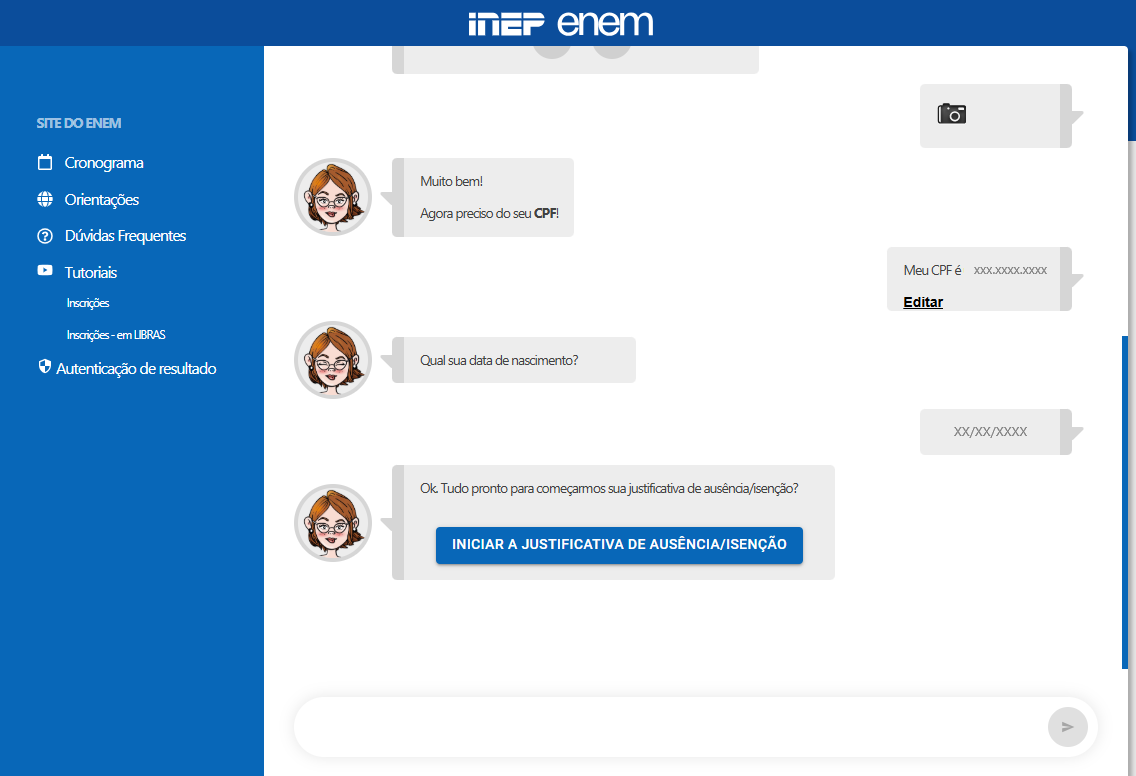 inep enem
SITE DO ENEM
Cronograma
Orientações
Dúvidas Frequentes
Tutoriais
Inscrições
Inscrições - em LIBRAS
Autenticação de resultado
Muito bem!
Agora preciso do seu CPF!
Meu CPF é xxx.xxxx.xxxx
Editar
Qual sua data de nascimento?
XX/XX/XXXX
Ok. Tudo pronto para começarmos sua justificativa de ausência/isenção?
INICIAR A JUSTIFICATIVA DE AUSÊNCIA/ISENÇÃO